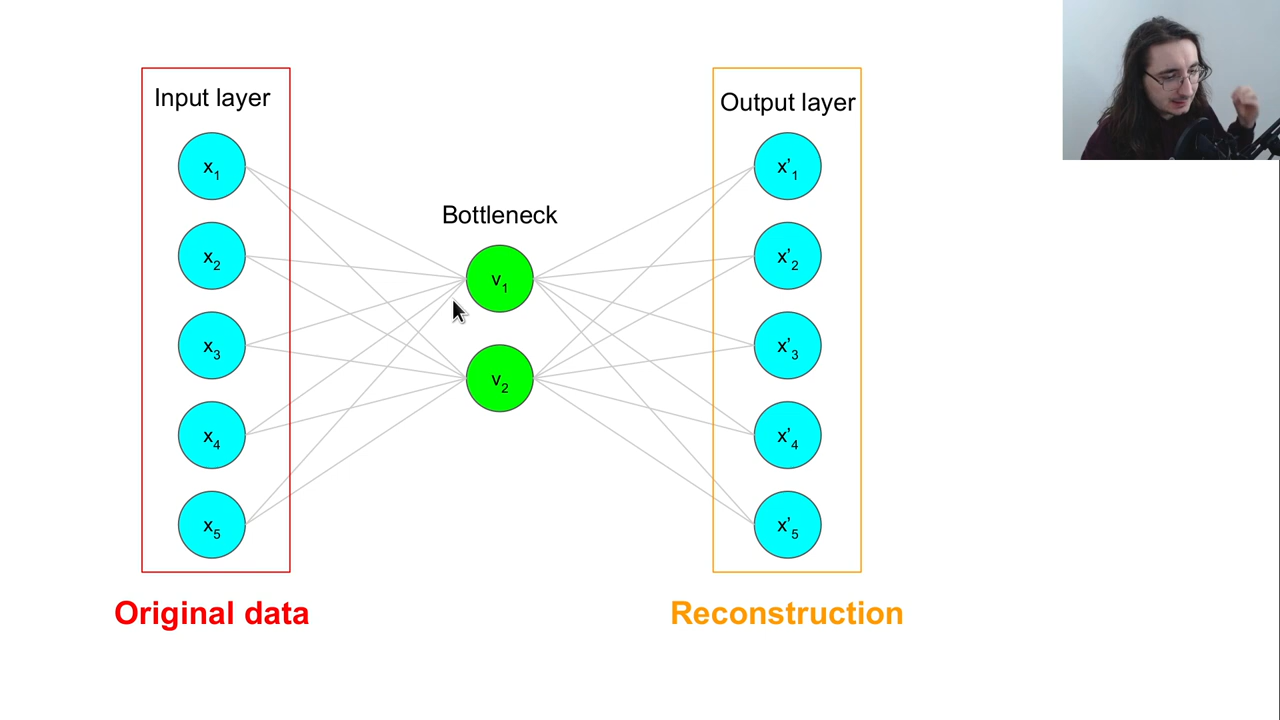 Input layer
x1
x2
x3
x4
x5
Original data
Bottleneck
v1
v2
Output layer
x'1
x'2
x'3
x'4
x'5
Reconstruction